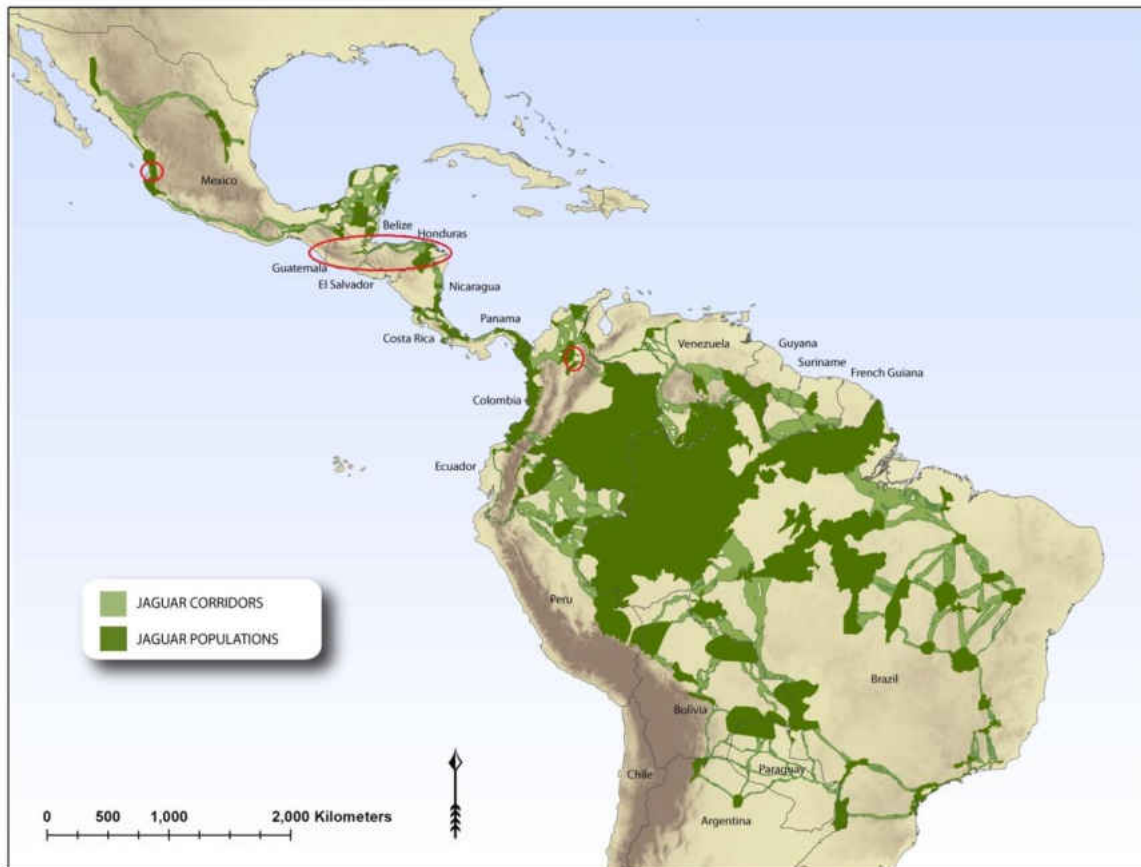 Mexico
Belize
Honduras
Guatemala
El Salvador
Nicaragua
Costa Rica
Panama
Venezuela
Guyana
Suriname
French Guiana
Colombia
Ecuador
JAGUAR CORRIDORS
JAGUAR POPULATIONS
Peru
Brazil
Bolivia
Paraguay
Chile
Argentina
0 500 1,000 2,000 Kilometers